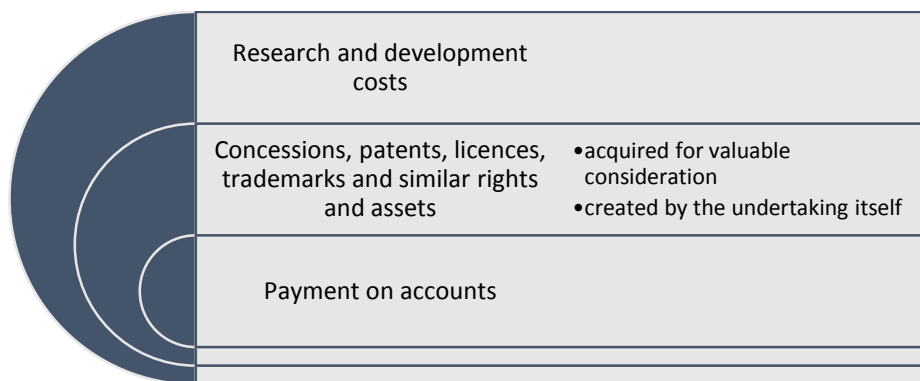 Research and development
costs
Concessions, patents, licences,
trademarks and similar rights
and assets
•acquired for valuable
consideration
•created by the undertaking itself
Payment on accounts